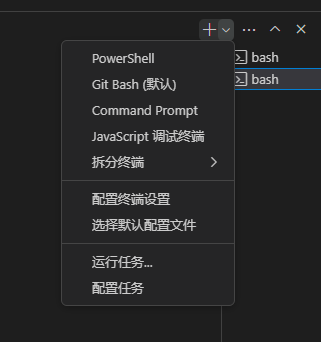 PowerShell
bash
Git Bash (默认)
bash
Command Prompt
JavaScript 调试终端
拆分终端
配置终端设置
选择默认配置文件
运行任务...
配置任务